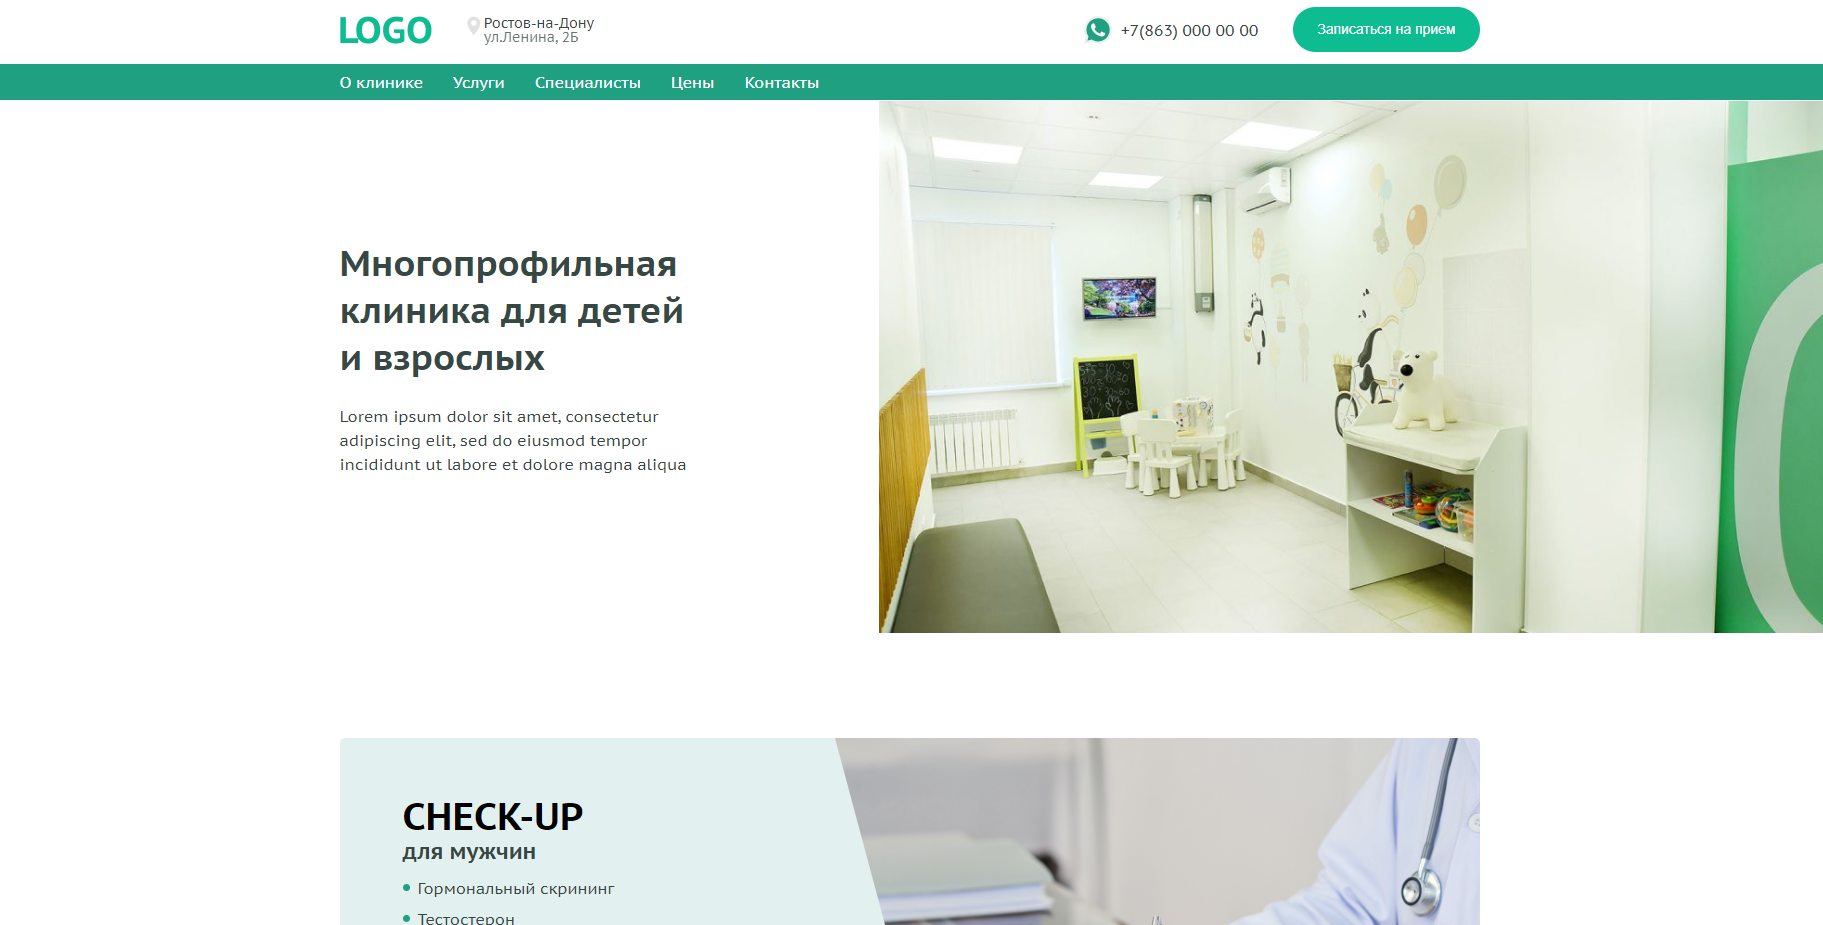 LOGO
Ростов-на-Дону
ул.Ленина, 2Б
+7(863) 000 00 00
Записаться на прием
О клинике Услуги Специалисты Цены Контакты
Многопрофильная
клиника для детей
и взрослых
Lorem ipsum dolor sit amet, consectetur
adipiscing elit, sed do eiusmod tempor
incididunt ut labore et dolore magna aliqua
CHECK-UP
для мужчин
Гормональный скрининг
Тестостерон